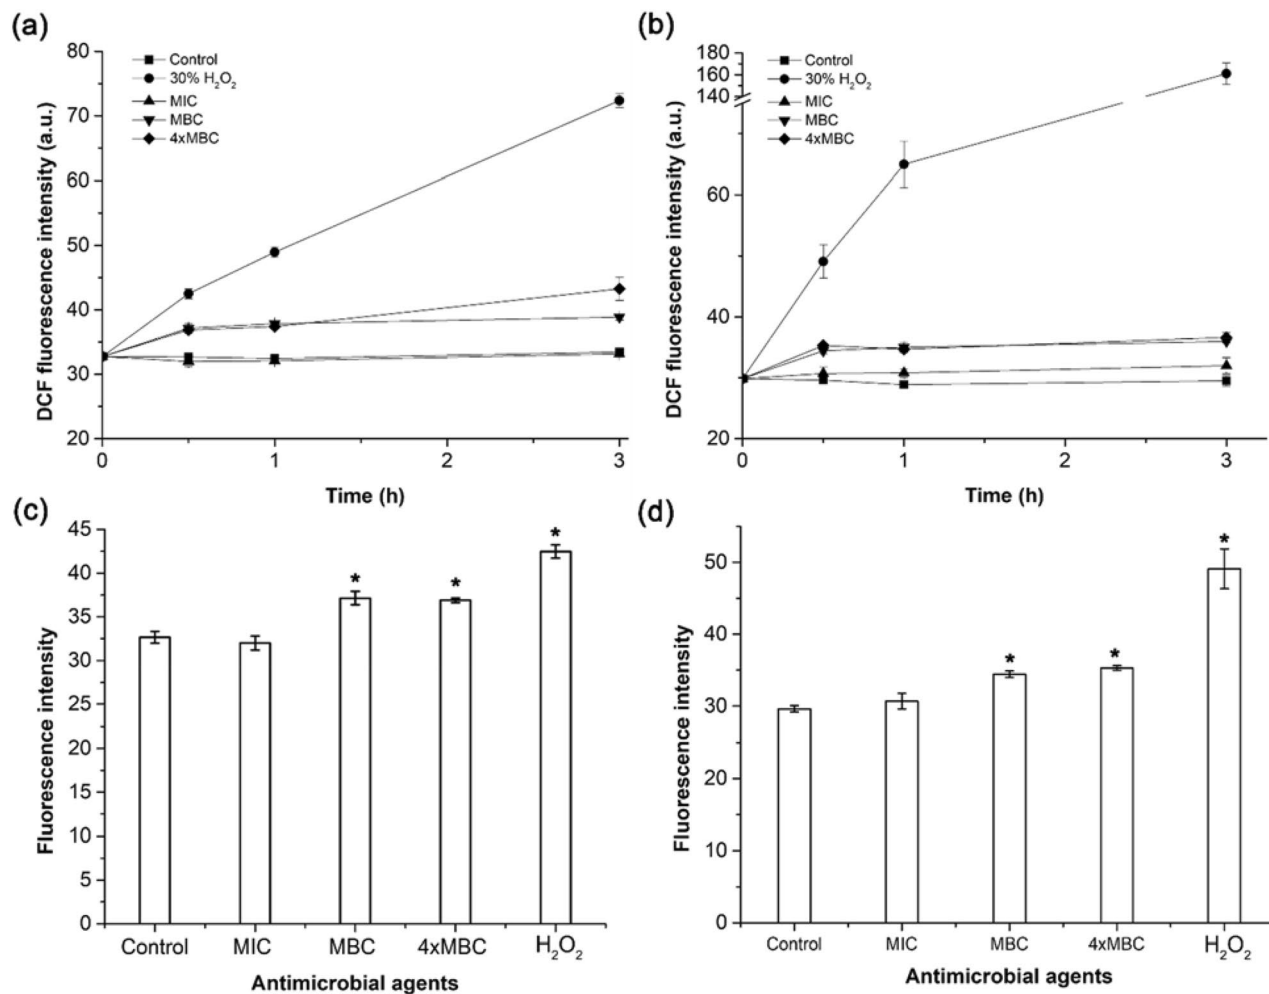 (a)
80
70
60
50
40
30
20
DCF fluorescence intensity (a.u.)
Control
30% H₂O₂
MIC
MBC
4xMBC
0 1 2 3
Time (h)
(b)
180
160
140
60
40
20
DCF fluorescence intensity (a.u.)
Control
30% H₂O₂
MIC
MBC
4xMBC
0 1 2 3
Time (h)
(c)
45
40
35
30
25
20
15
10
5
0
Fluorescence intensity
* * *
Control MIC MBC 4xMBC H₂O₂
Antimicrobial agents
(d)
50
40
30
20
10
0
Fluorescence intensity
* * *
Control MIC MBC 4xMBC H₂O₂
Antimicrobial agents